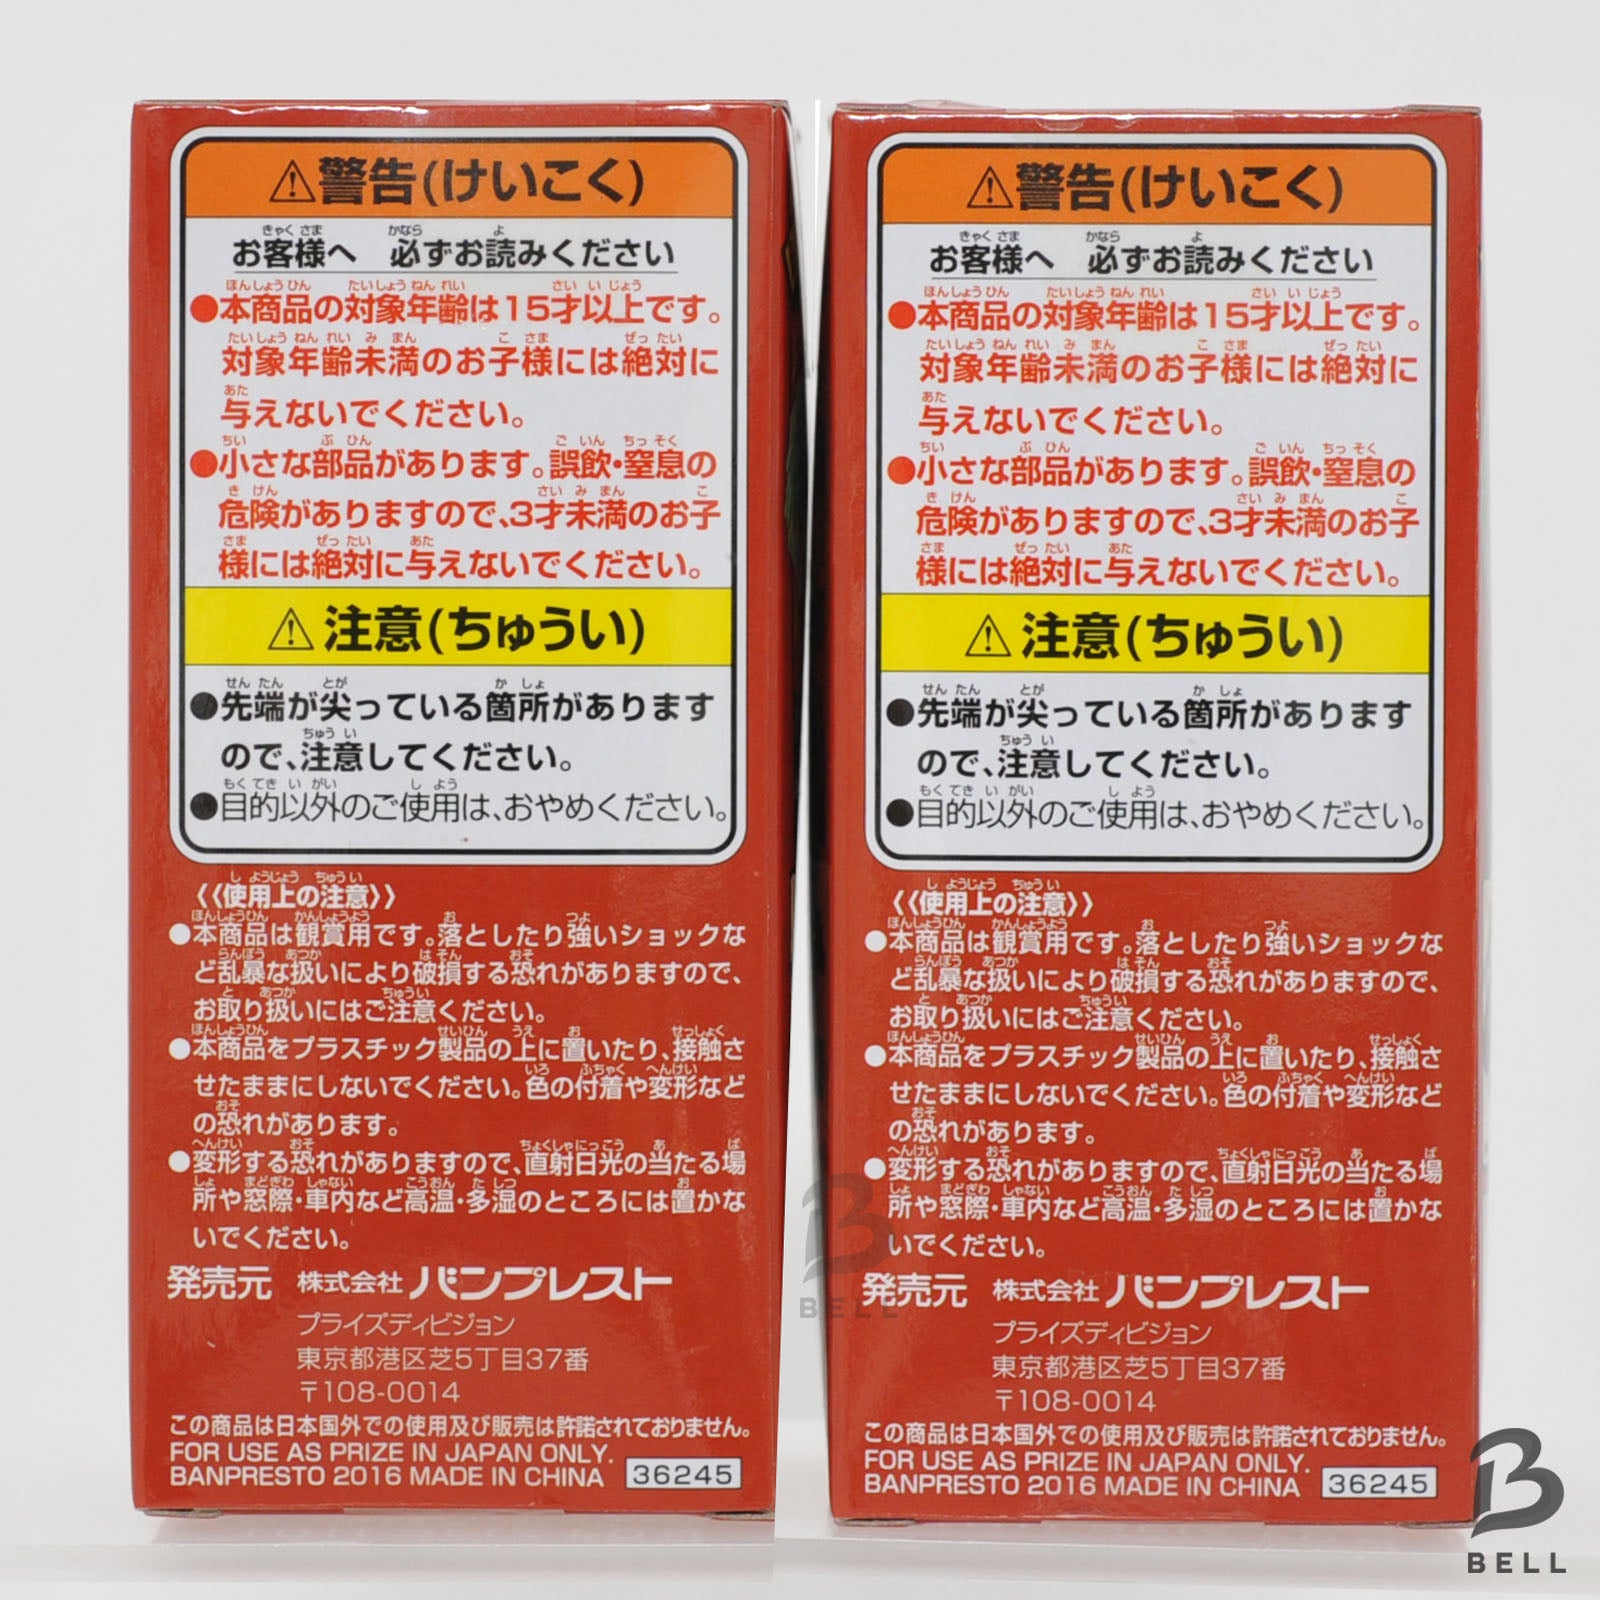 ⚠警告(けいこく)
お客様へ 必ずお読みください
●本商品の対象年齢は15才以上です。
対象年齢未満のお子様には絶対に
与えないでください。
●小さな部品があります。誤飲・窒息の
危険がありますので、3才未満のお子
様には絶対に与えないでください。
⚠注意(ちゅうい)
●先端が尖っている箇所があります
ので、注意してください。
●目的以外のご使用は、おやめください。
《使用上の注意》
●本商品は観賞用です。落としたり強いショックな
ど乱暴な扱いにより破損する恐れがありますので、
お取り扱いにはご注意ください。
●本商品をプラスチック製品の上に置いたり、接触さ
せたままにしないでください。色の付着や変形など
の恐れがあります。
●変形する恐れがありますので、直射日光の当たる場
所や窓際・車内など高温・多湿のところには置かな
いでください。
発売元 株式会社 バンプレスト
プライズディビジョン
東京都港区芝5丁目37番
〒108-0014
この商品は日本国外での使用及び販売は許諾されておりません。
FOR USE AS PRIZE IN JAPAN ONLY.
BANPRESTO 2016 MADE IN CHINA 36245
⚠警告(けいこく)
お客様へ 必ずお読みください
●本商品の対象年齢は15才以上です。
対象年齢未満のお子様には絶対に
与えないでください。
●小さな部品があります。誤飲・窒息の
危険がありますので、3才未満のお子
様には絶対に与えないでください。
⚠注意(ちゅうい)
●先端が尖っている箇所があります
ので、注意してください。
●目的以外のご使用は、おやめください。
《使用上の注意》
●本商品は観賞用です。落としたり強いショックな
ど乱暴な扱いにより破損する恐れがありますので、
お取り扱いにはご注意ください。
●本商品をプラスチック製品の上に置いたり、接触さ
せたままにしないでください。色の付着や変形など
の恐れがあります。
●変形する恐れがありますので、直射日光の当たる場
所や窓際・車内など高温・多湿のところには置かな
いでください。
発売元 株式会社 バンプレスト
プライズディビジョン
東京都港区芝5丁目37番
〒108-0014
この商品は日本国外での使用及び販売は許諾されておりません。
FOR USE AS PRIZE IN JAPAN ONLY.
BANPRESTO 2016 MADE IN CHINA 36245
B
BELL
B
BELL